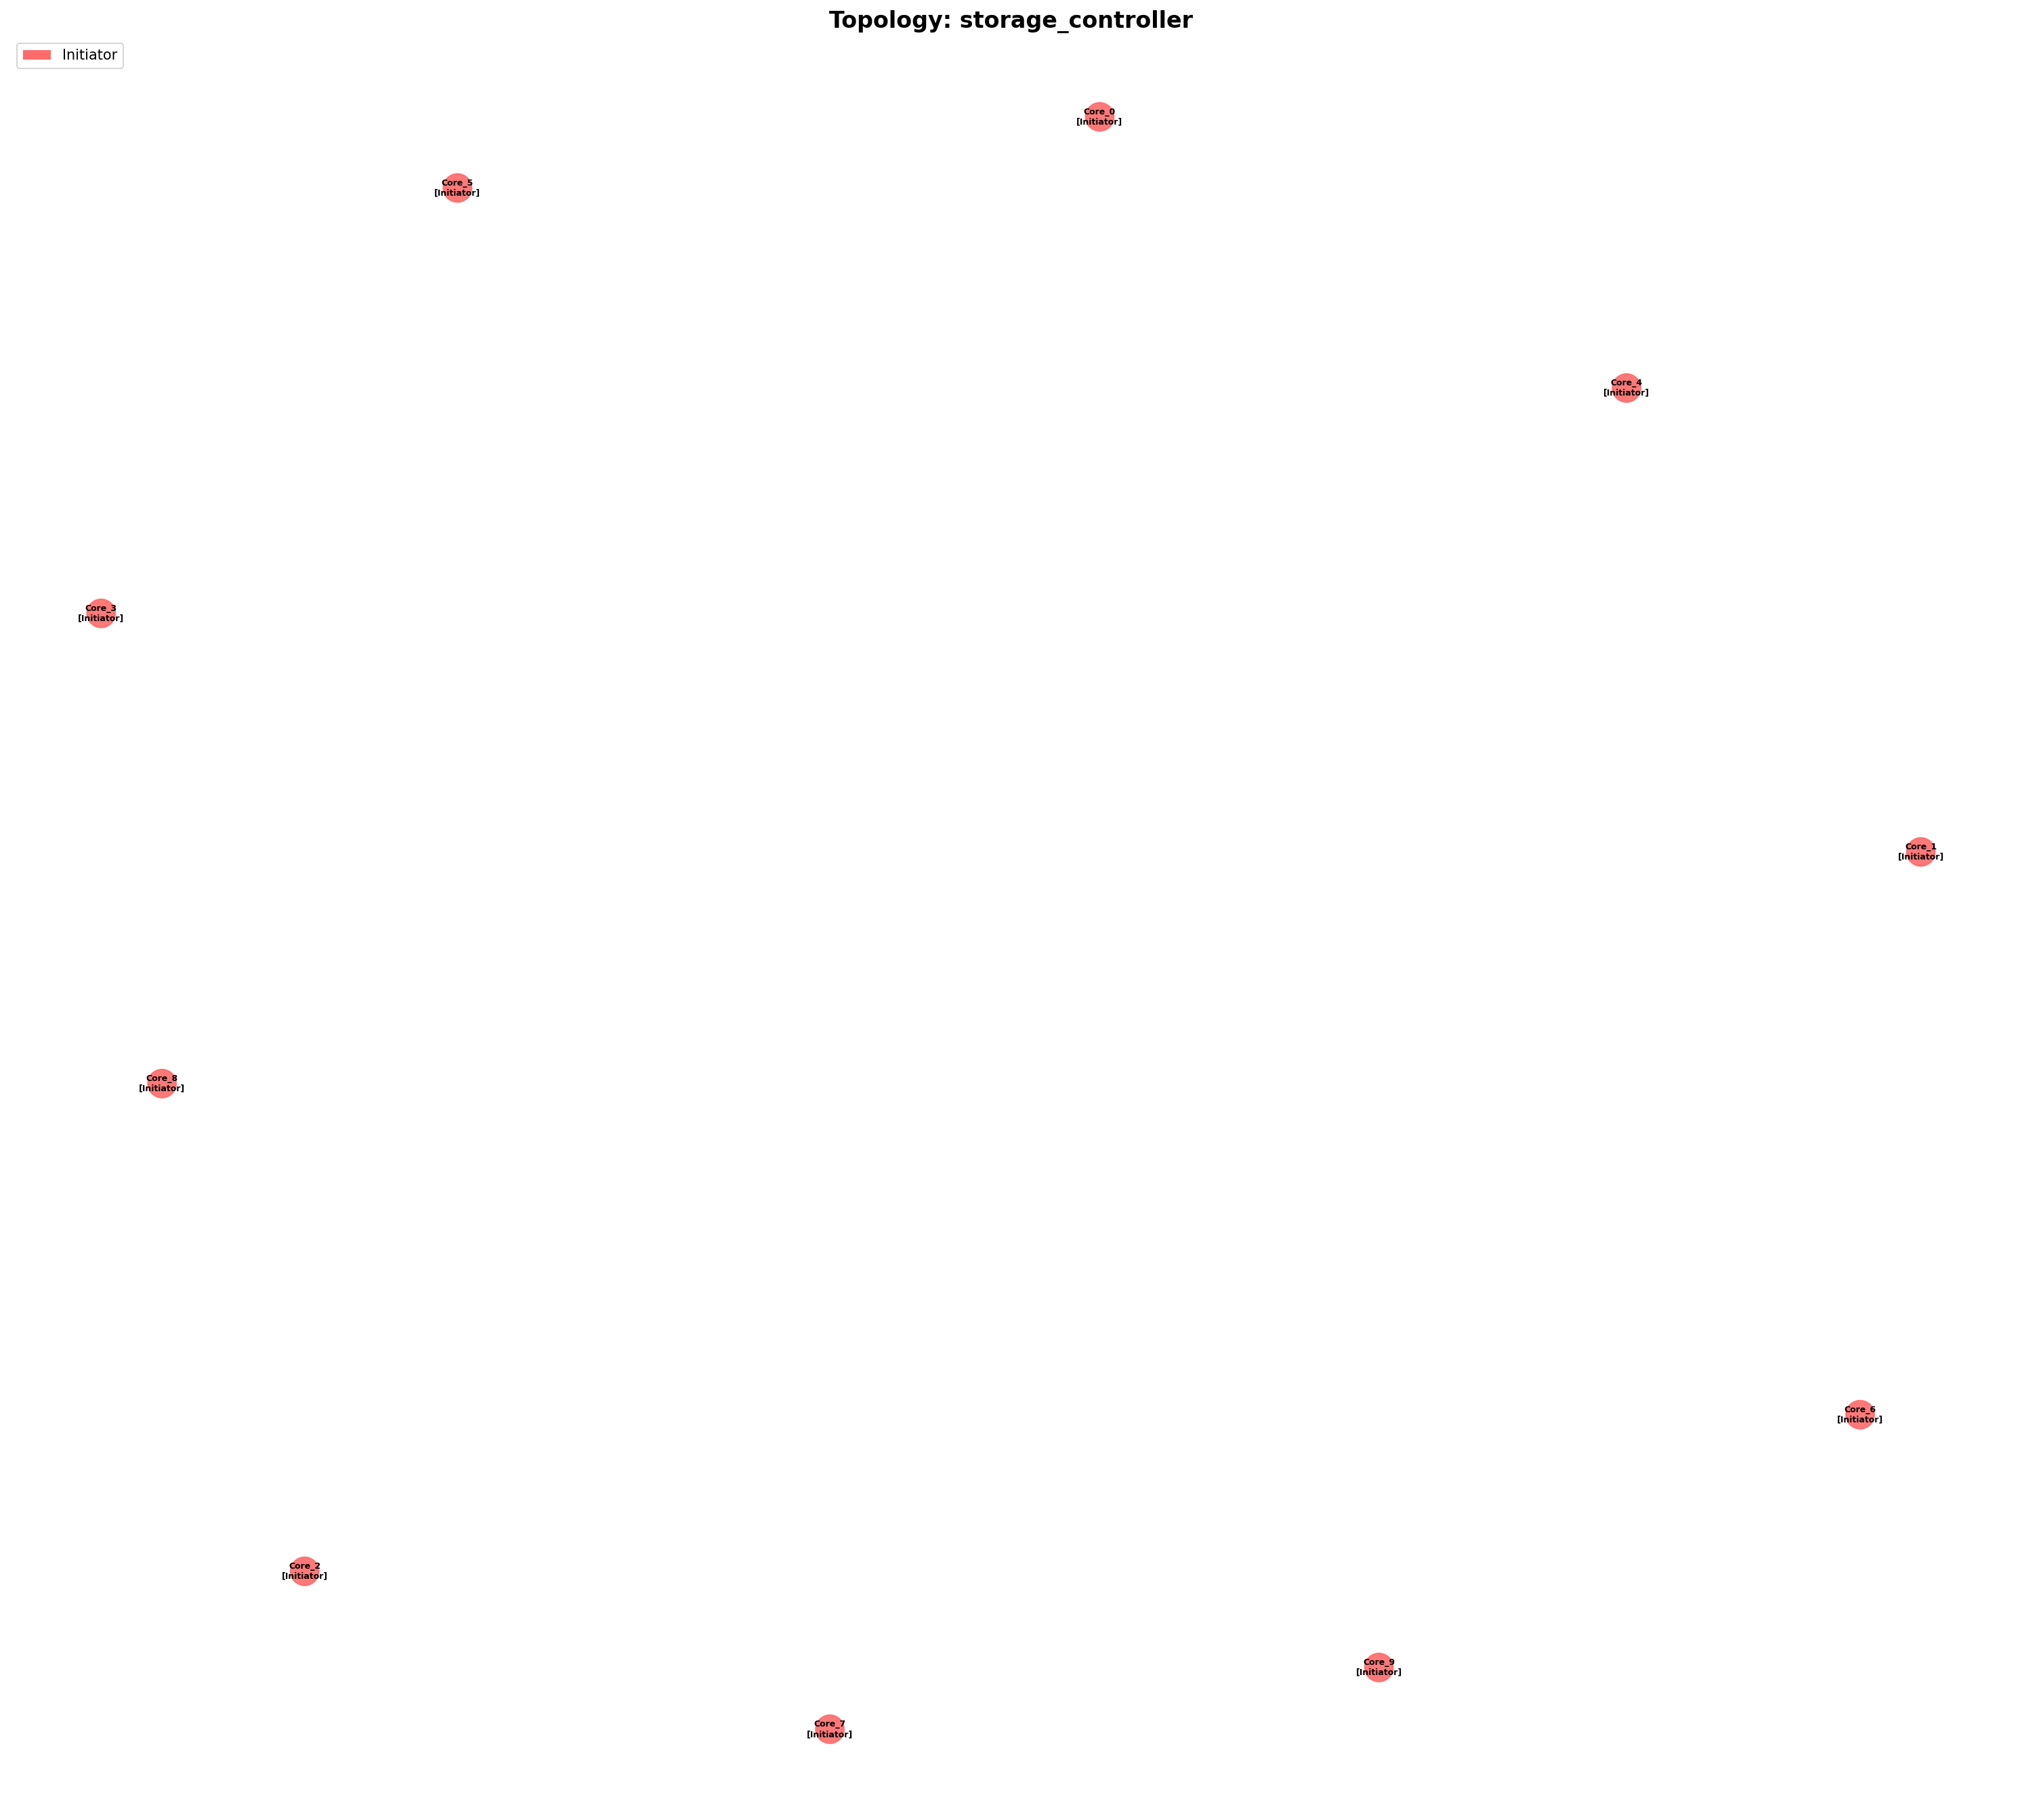 Topology: storage_controller
Initiator
Core_0
[Initiator]
Core_5
[Initiator]
Core_4
[Initiator]
Core_3
[Initiator]
Core_1
[Initiator]
Core_8
[Initiator]
Core_6
[Initiator]
Core_2
[Initiator]
Core_9
[Initiator]
Core_7
[Initiator]